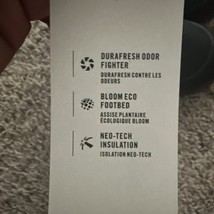 DURAFRESH ODOR
FIGHTER
DURAFRESH CONTRE LES
ODEURS
BLOOM ECO
FOOTBED
ASSISE PLANTAIRE
ÉCOLOGIQUE BLOOM
NEO-TECH
INSULATION
ISOLATION NEO-TECH